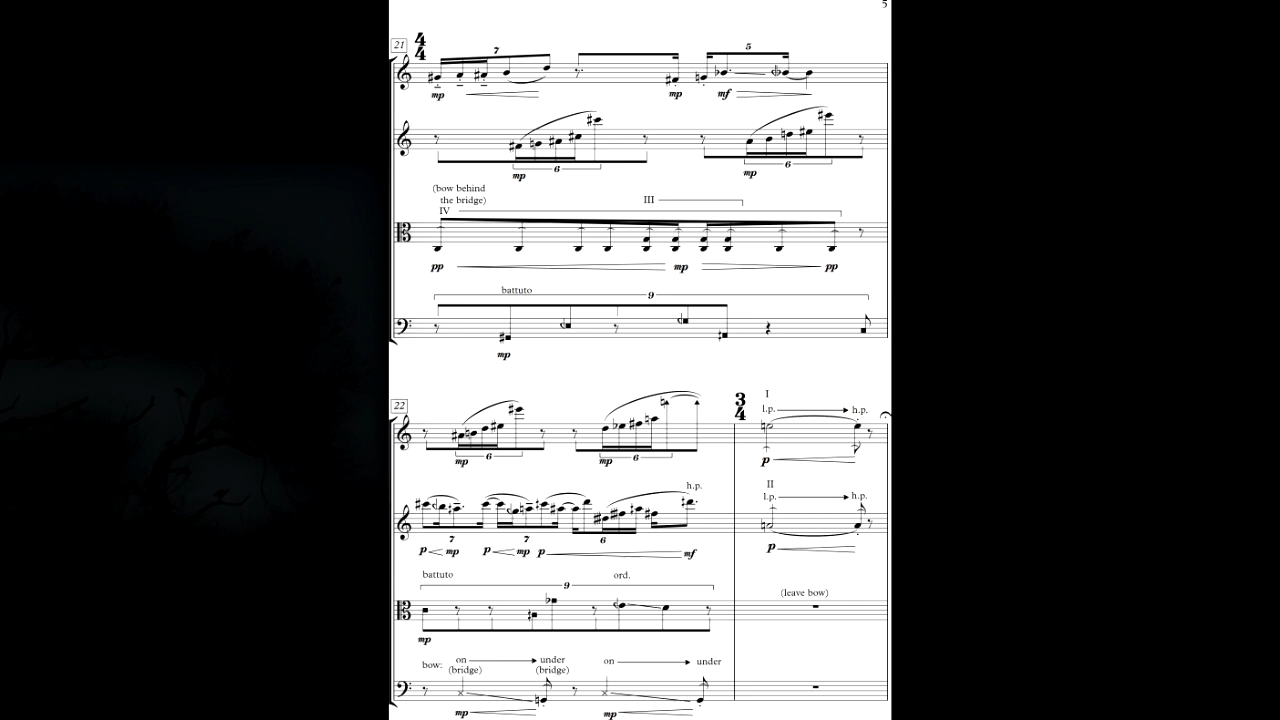 5
21
4
4
7
5
mp
mp
mf
6
6
mp
mp
(bow behind
the bridge)
IV
III
pp
mp
pp
battuto
9
mp
22
3
4
I
l.p.
h.p.
6
6
mp
mp
p
h.p.
II
l.p.
h.p.
7
7
6
p
mp
p
mp
p
mf
p
battuto
9
ord.
(leave bow)
mp
bow:
on
(bridge)
under
(bridge)
on
under
mp
mp